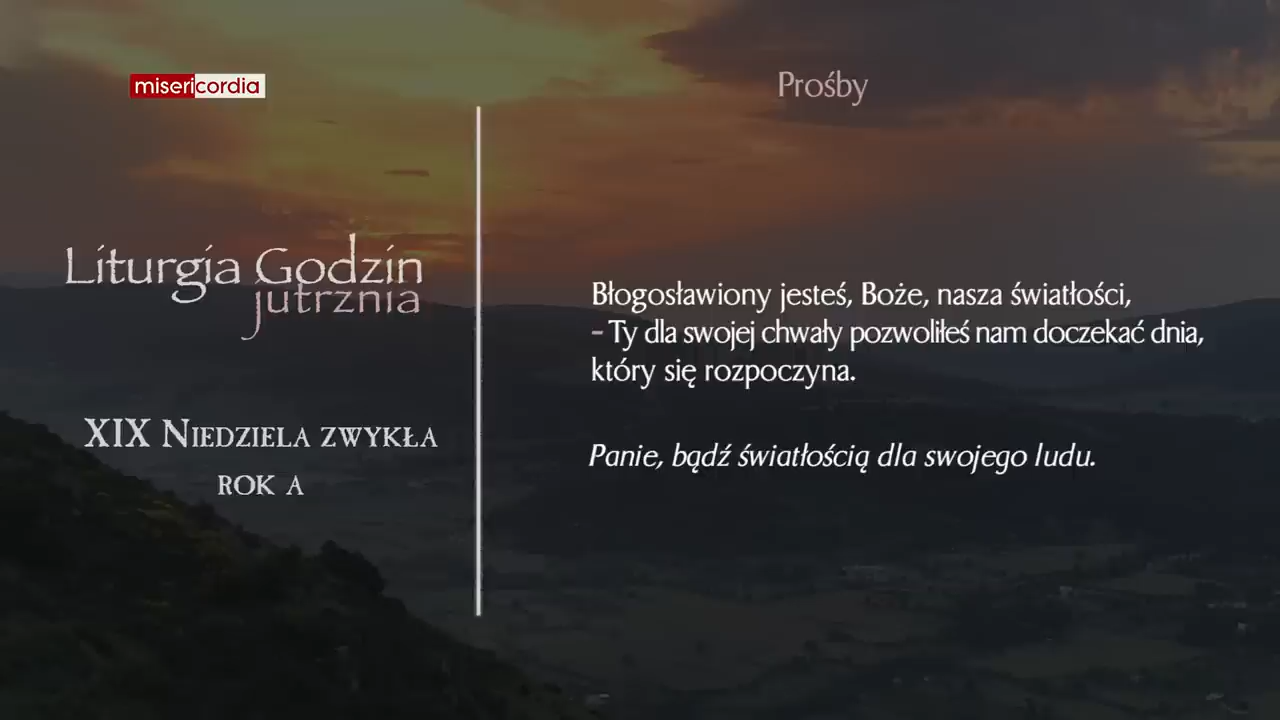 misericordia
Prośby
Liturgia Godzin
jutrznia
XIX Niedziela zwykła
rok A
Błogosławiony jesteś, Boże, nasza światłości,
- Ty dla swojej chwały pozwoliłeś nam doczekać dnia,
który się rozpoczyna.
Panie, bądź światłością dla swojego ludu.